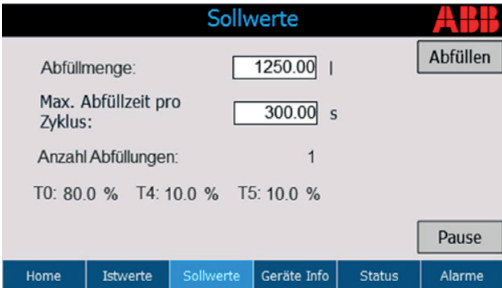 Sollwerte ABB
Abfüllmenge: 1250.00 l Abfüllen
Max. Abfüllzeit pro
Zyklus: 300.00 s
Anzahl Abfüllungen: 1
T0: 80.0 % T4: 10.0 % T5: 10.0 %
Pause
Home Istwerte Sollwerte Geräte Info Status Alarme